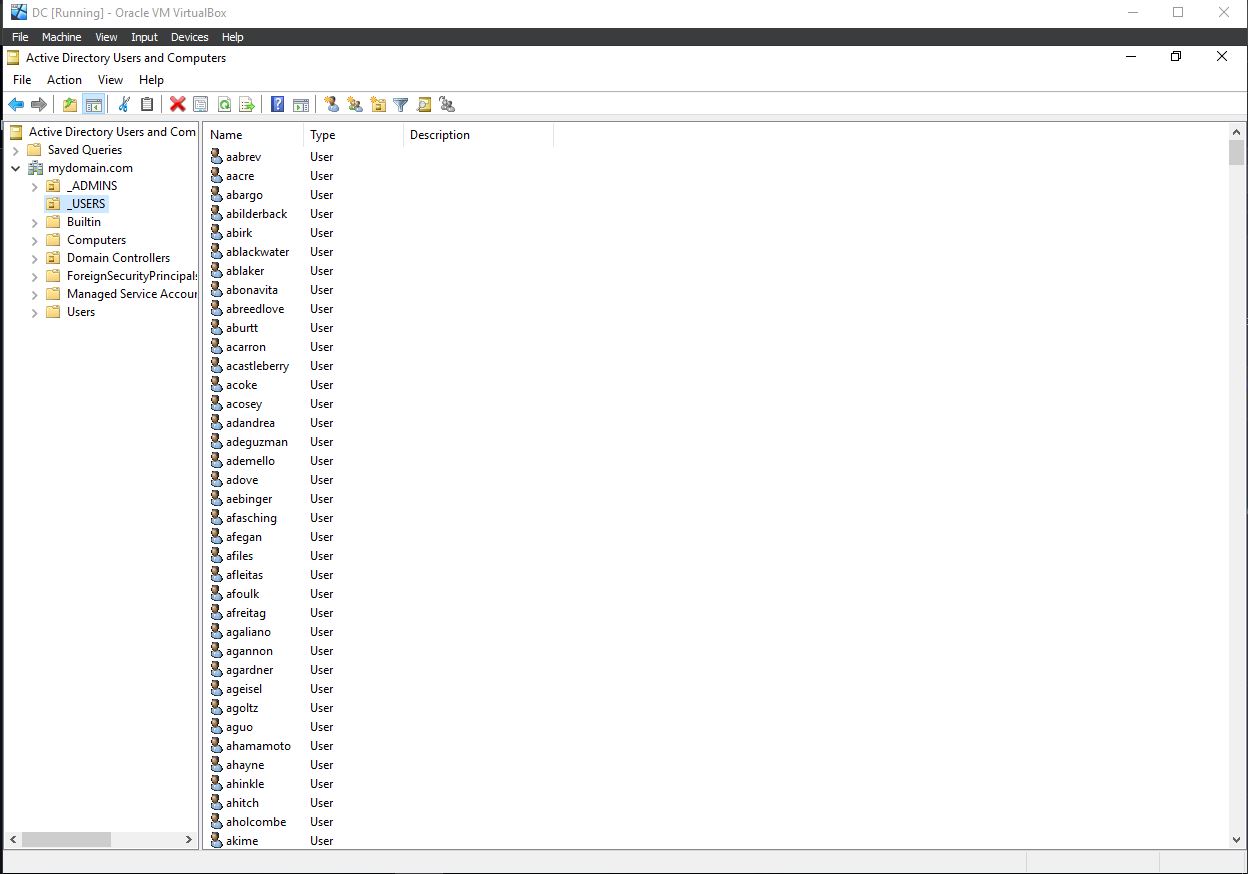 DC [Running] - Oracle VM VirtualBox
File Machine View Input Devices Help
Active Directory Users and Computers
File Action View Help
Active Directory Users and Com
Saved Queries
mydomain.com
_ADMINS
_USERS
Builtin
Computers
Domain Controllers
ForeignSecurityPrincipals
Managed Service Accour
Users
Name Type Description
aabrev User
aacre User
abargo User
abilderback User
abirk User
ablackwater User
ablaker User
abonavita User
abreedlove User
aburtt User
acarron User
acastleberry User
acoke User
acosey User
adandrea User
adeguzman User
ademello User
adove User
aebinger User
afasching User
afegan User
afiles User
afleitas User
afoulk User
afreitag User
agaliano User
agannon User
agardner User
ageisel User
agoltz User
aguo User
ahamamoto User
ahayne User
ahinkle User
ahitch User
aholcombe User
akime User